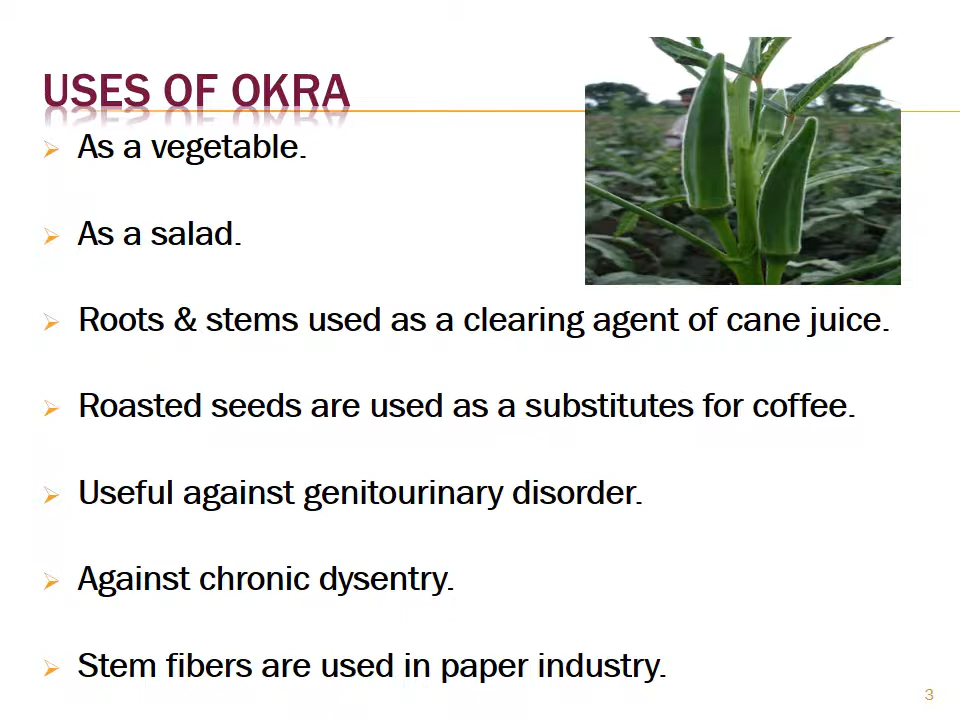 USES OF OKRA
As a vegetable.
As a salad.
Roots & stems used as a clearing agent of cane juice.
Roasted seeds are used as a substitutes for coffee.
Useful against genitourinary disorder.
Against chronic dysentry.
Stem fibers are used in paper industry.
3